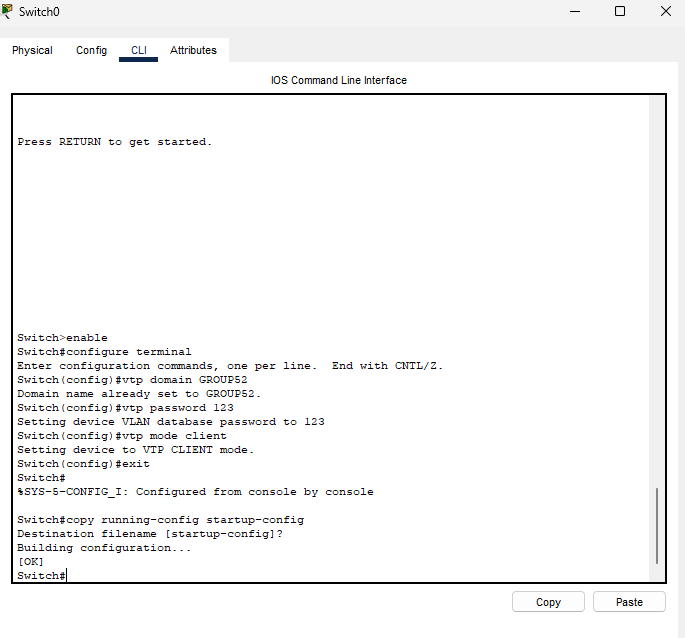 Switch0
Physical Config CLI Attributes
IOS Command Line Interface
Press RETURN to get started.
Switch>enable
Switch#configure terminal
Enter configuration commands, one per line.  End with CNTL/Z.
Switch(config)#vtp domain GROUP52
Domain name already set to GROUP52.
Switch(config)#vtp password 123
Setting device VLAN database password to 123
Switch(config)#vtp mode client
Setting device to VTP CLIENT mode.
Switch(config)#exit
Switch#
%SYS-5-CONFIG_I: Configured from console by console
Switch#copy running-config startup-config
Destination filename [startup-config]?
Building configuration...
[OK]
Switch#
Copy Paste